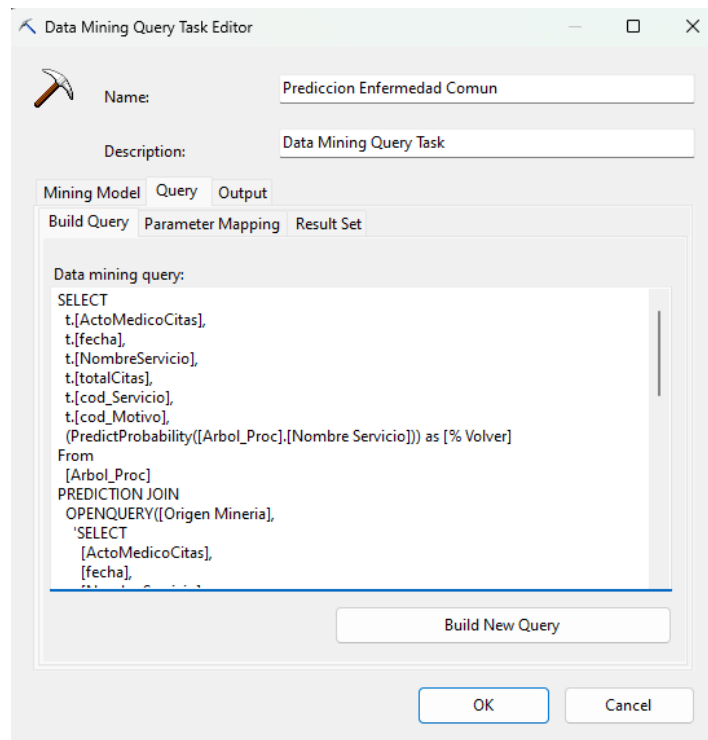 Data Mining Query Task Editor
Name:
Prediccion Enfermedad Comun
Description:
Data Mining Query Task
Mining Model Query Output
Build Query Parameter Mapping Result Set
Data mining query:
SELECT
t.[ActoMedicoCitas],
t.[fecha],
t.[NombreServicio],
t.[totalCitas],
t.[cod_Servicio],
t.[cod_Motivo],
(PredictProbability([Arbol_Proc].[Nombre Servicio])) as [% Volver]
From
[Arbol_Proc]
PREDICTION JOIN
OPENQUERY([Origen Mineria],
'SELECT
[ActoMedicoCitas],
[fecha],
Build New Query
OK Cancel